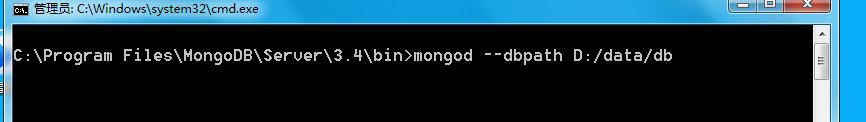 管理员: C:\Windows\system32\cmd.exe
C:\Program Files\MongoDB\Server\3.4\bin>mongod --dbpath D:/data/db